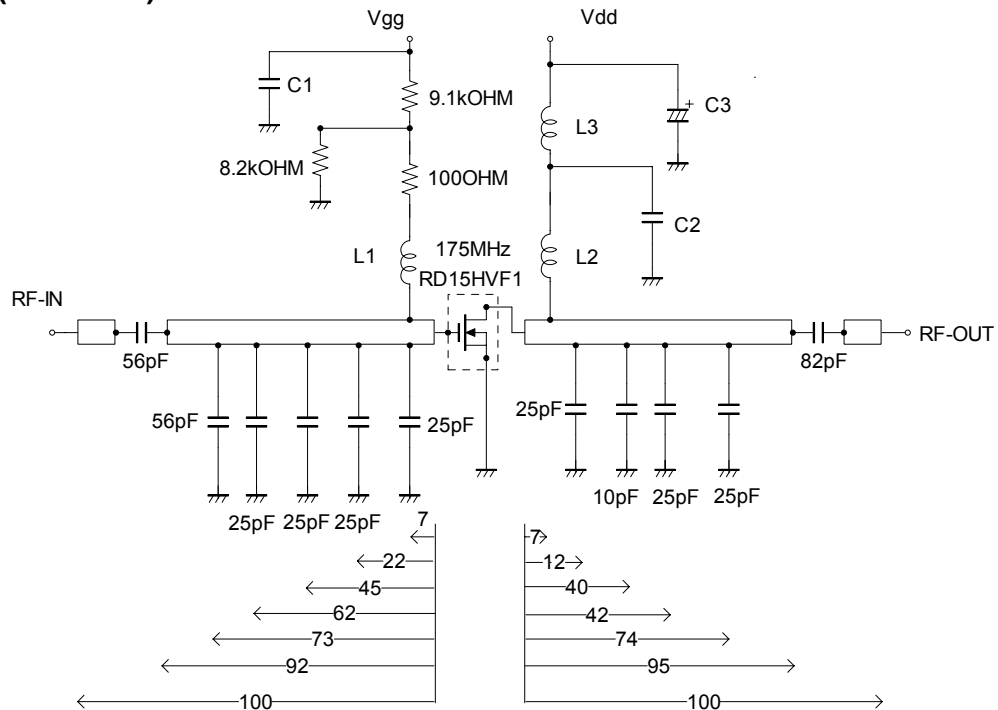 Vgg
Vdd
C1
9.1kOHM
L3
+
C3
8.2kOHM
100OHM
C2
L1
175MHz
L2
RD15HVF1
RF-IN
RF-OUT
56pF
82pF
56pF
25pF
25pF
25pF
25pF
25pF
10pF
25pF
25pF
7
7
22
12
45
40
62
42
73
74
92
95
100
100